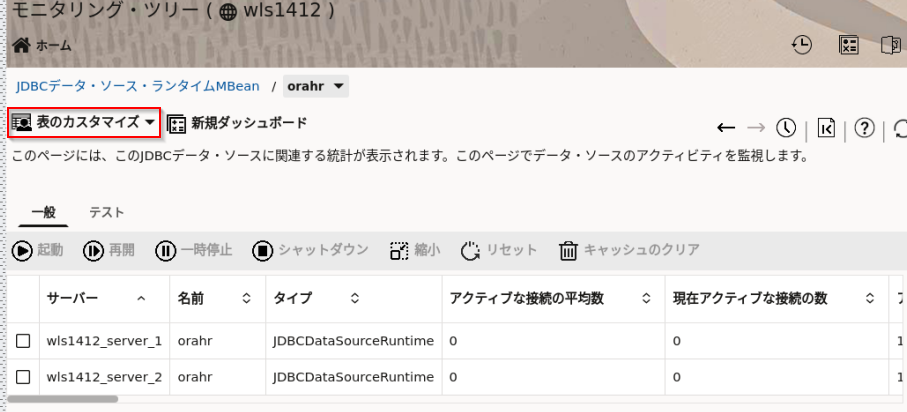 モニタリング・ツリー ( wls1412 )
ホーム
JDBCデータ・ソース・ランタイムMBean / orahr
表のカスタマイズ 新規ダッシュボード
このページには、このJDBCデータ・ソースに関連する統計が表示されます。このページでデータ・ソースのアクティビティを監視します。
一般 テスト
起動 再開 一時停止 シャットダウン 縮小 リセット キャッシュのクリア
サーバー 名前 タイプ アクティブな接続の平均数 現在アクティブな接続の数
wls1412_server_1 orahr JDBCDataSourceRuntime 0 0 1
wls1412_server_2 orahr JDBCDataSourceRuntime 0 0 1